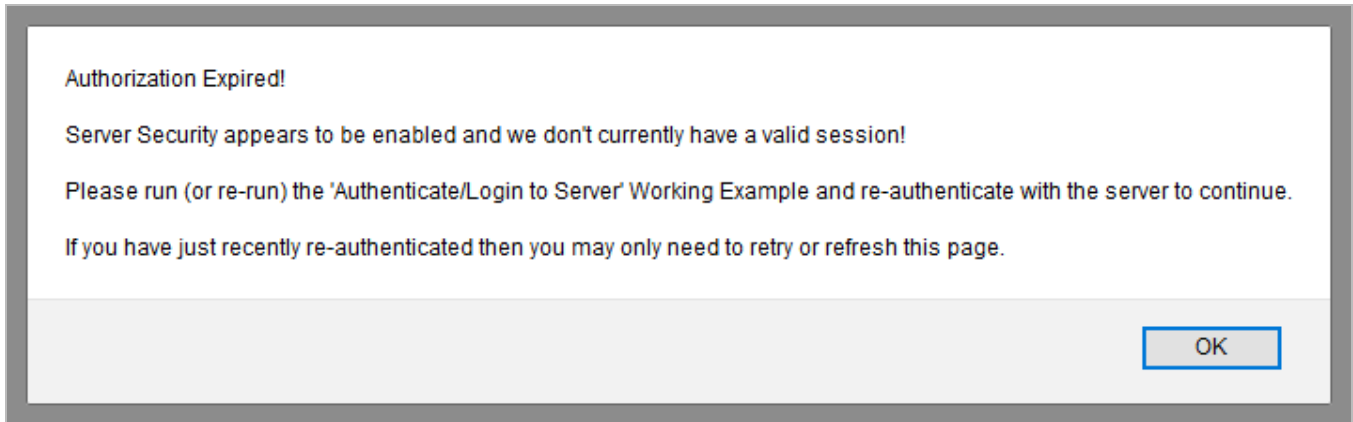 Authorization Expired!
Server Security appears to be enabled and we don't currently have a valid session!
Please run (or re-run) the 'Authenticate/Login to Server' Working Example and re-authenticate with the server to continue.
If you have just recently re-authenticated then you may only need to retry or refresh this page.
OK